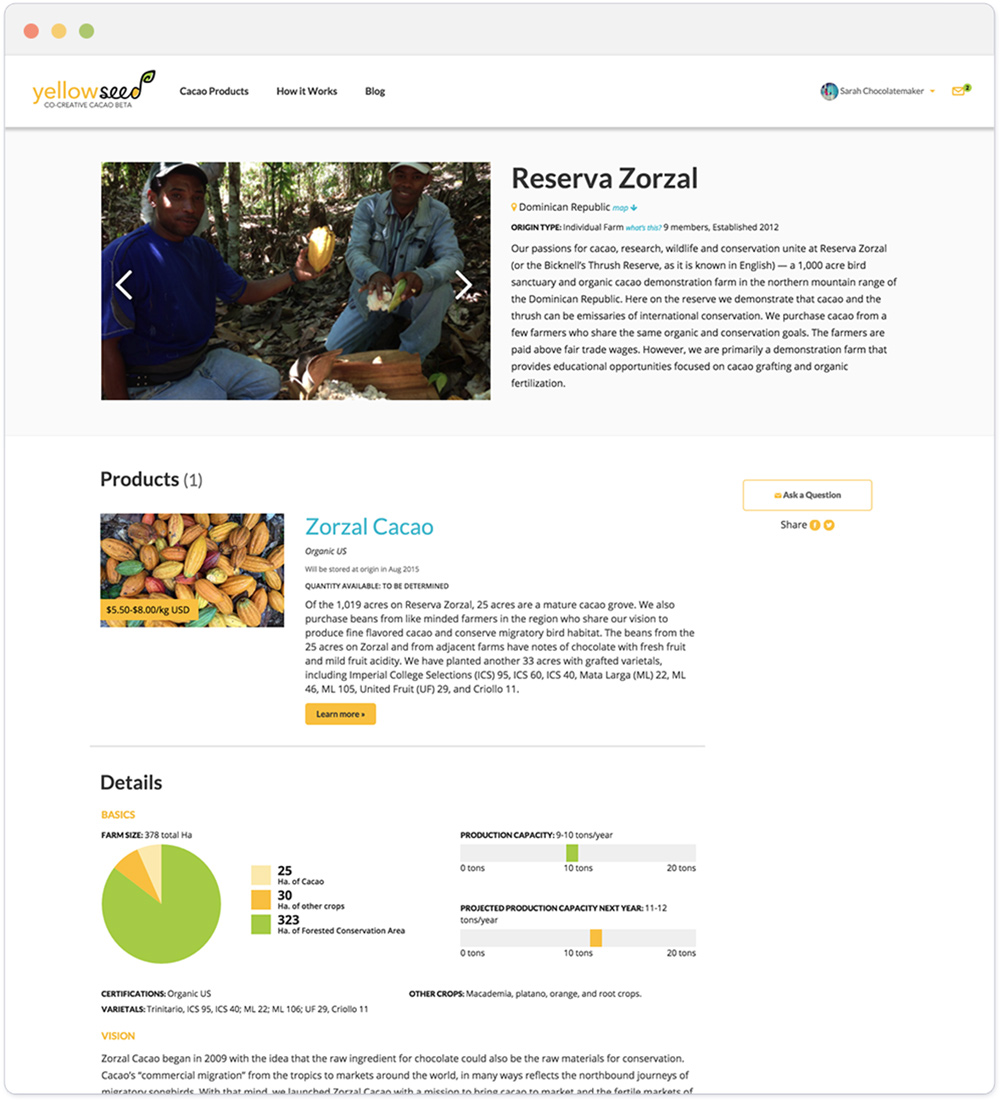 yellowseed
CO-CREATIVE CACAO BETA
Cacao Products
How it Works
Blog
Sarah Chocolatemaker
2
Reserva Zorzal
Dominican Republic map
ORIGIN TYPE: Individual Farm what's this? 9 members, Established 2012
Our passions for cacao, research, wildlife and conservation unite at Reserva Zorzal
(or the Bicknell's Thrush Reserve, as it is known in English) — a 1,000 acre bird
sanctuary and organic cacao demonstration farm in the northern mountain range of
the Dominican Republic. Here on the reserve we demonstrate that cacao and the
thrush can be emissaries of international conservation. We purchase cacao from a
few farmers who share the same organic and conservation goals. The farmers are
paid above fair trade wages. However, we are primarily a demonstration farm that
provides educational opportunities focused on cacao grafting and organic
fertilization.
Products (1)
$5.50-$8.00/kg USD
Zorzal Cacao
Organic US
Will be stored at origin in Aug 2015
QUANTITY AVAILABLE: TO BE DETERMINED
Of the 1,019 acres on Reserva Zorzal, 25 acres are a mature cacao grove. We also
purchase beans from like minded farmers in the region who share our vision to
produce fine flavored cacao and conserve migratory bird habitat. The beans from the
25 acres on Zorzal and from adjacent farms have notes of chocolate with fresh fruit
and mild fruit acidity. We have planted another 33 acres with grafted varietals,
including Imperial College Selections (ICS) 95, ICS 60, ICS 40, Mata Larga (ML) 22, ML
46, ML 105, United Fruit (UF) 29, and Criollo 11.
Learn more »
Ask a Question
Share
Details
BASICS
FARM SIZE: 378 total Ha
25
Ha. of Cacao
30
Ha. of other crops
323
Ha. of Forested Conservation Area
PRODUCTION CAPACITY: 9-10 tons/year
0 tons 10 tons 20 tons
PROJECTED PRODUCTION CAPACITY NEXT YEAR: 11-12
tons/year
0 tons 10 tons 20 tons
CERTIFICATIONS: Organic US
VARIETALS: Trinitario, ICS 95, ICS 40; ML 22; ML 106; UF 29, Criollo 11
OTHER CROPS: Macademia, platano, orange, and root crops.
VISION
Zorzal Cacao began in 2009 with the idea that the raw ingredient for chocolate could also be the raw materials for conservation.
Cacao's "commercial migration" from the tropics to markets around the world, in many ways reflects the northbound journeys of
migratory songbirds. With that mind, we launched Zorzal Cacao with a mission to bring cacao to market and the fertile markets of